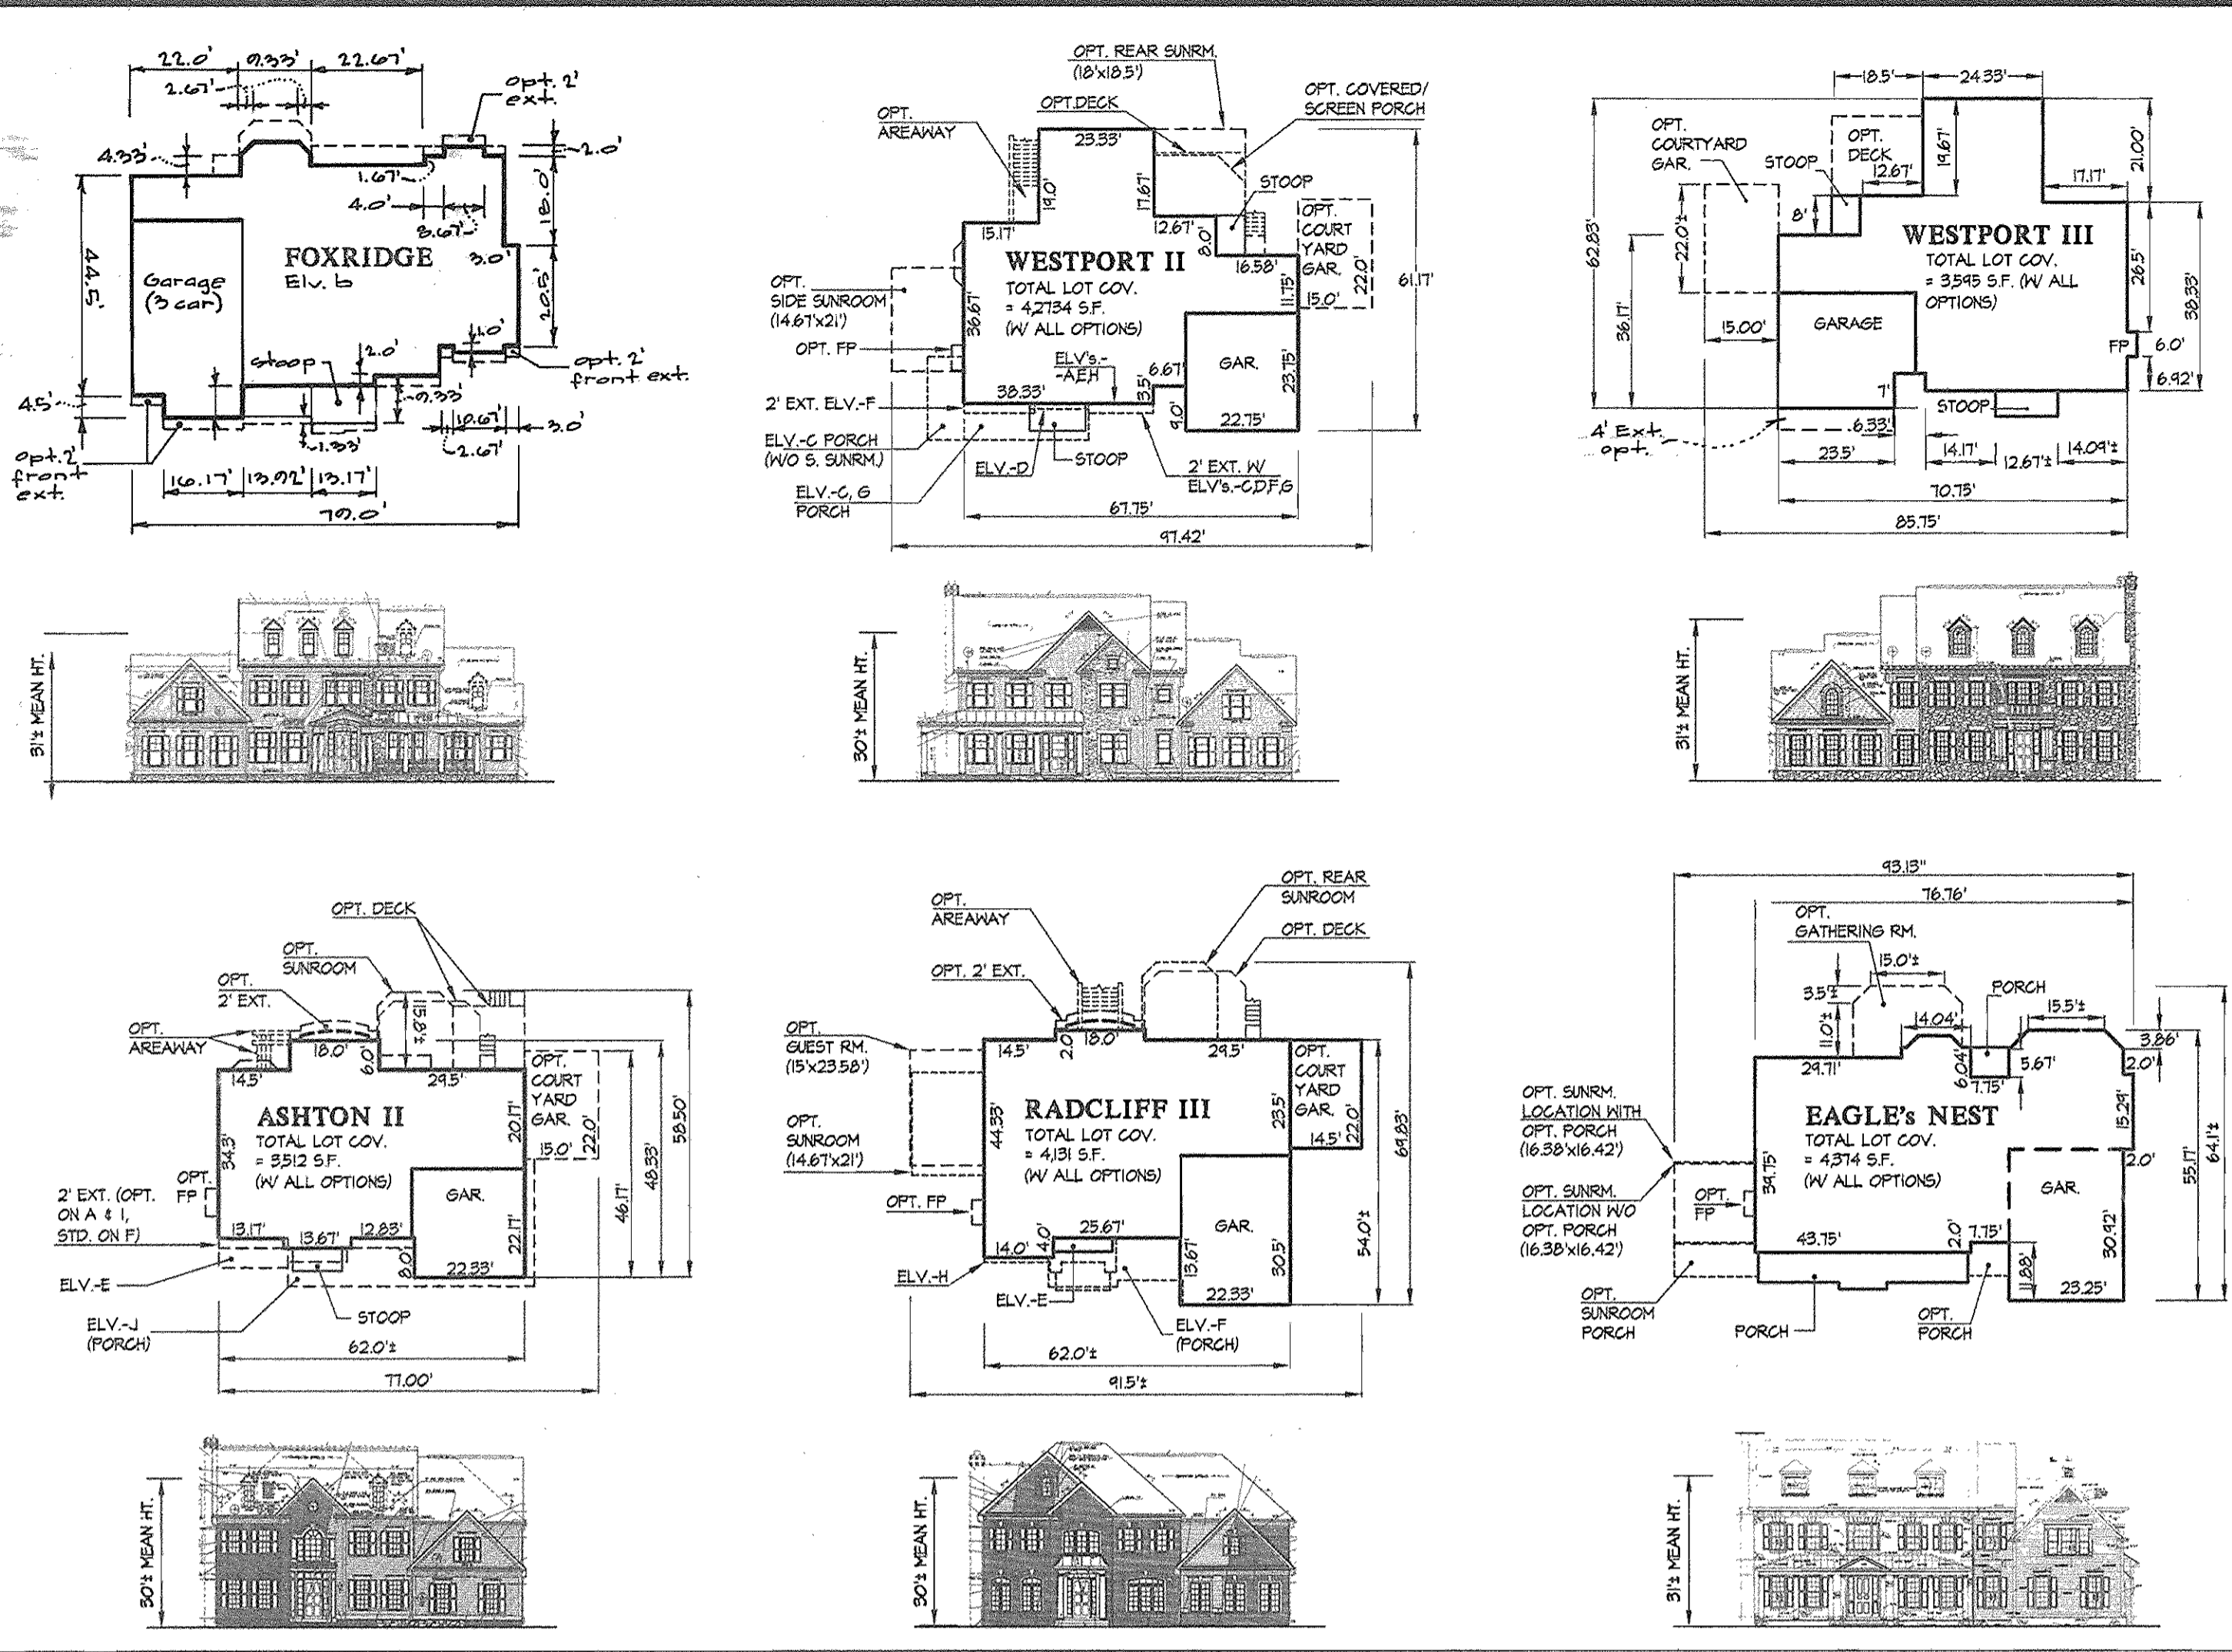 22.0'
9.33'
22.67'
2.67'
opt. 2'
ext.
4.33'
2.0'
1.67'
4.0'
8.67'
18.0'
3.0'
FOXRIDGE
Elv. b
Garage
(3 car)
44.5'
20.5'
1.0'
2.0'
Stoop
opt. 2'
front ext.
9.33'
4.5'
1.33'
10.67'
2.67'
3.0'
opt. 2'
front
ext.
16.17'
13.92'
13.17'
79.0'
31'± MEAN HT.
OPT. REAR SUNRM.
(18'x18.5')
OPT. DECK
OPT. COVERED/
SCREEN PORCH
OPT.
AREAWAY
23.33'
19.0'
17.67'
STOOP
15.17'
12.67'
8.0'
16.58'
OPT.
COURT
YARD
GAR.
22.0'
15.0'
11.75'
61.17'
WESTPORT II
TOTAL LOT COV.
= 4,2734 S.F.
(W/ ALL OPTIONS)
OPT.
SIDE SUNROOM
(14.67'x21')
36.67'
OPT. FP
ELV's.-
-A,E,H
6.67'
GAR.
23.75'
38.33'
3.5'
9.0'
22.75'
2' EXT. ELV.-F
ELV.-C PORCH
(W/O S. SUNRM.)
ELV.-D
STOOP
2' EXT. W/
ELV's.-C,D,F,G
ELV.-C, G
PORCH
67.75'
97.42'
30'± MEAN HT.
18.5'
24.33'
OPT.
COURTYARD
GAR.
STOOP
OPT.
DECK
12.67'
19.67'
21.00'
17.17'
8'
22.0'±
62.83'
36.17'
15.00'
WESTPORT III
TOTAL LOT COV.
= 3,595 S.F. (W/ ALL
OPTIONS)
26.5'
38.33'
GARAGE
FP
6.0'
6.92'
7'
STOOP
4' Ext.
opt.
6.33'
23.5'
14.17'
12.67'±
14.09'±
70.75'
85.75'
31'± MEAN HT.
OPT. DECK
OPT.
SUNROOM
OPT.
2' EXT.
OPT.
AREAWAY
15.8'±
18.0'
6.0'
14.5'
29.5'
OPT.
COURT
YARD
GAR.
15.0'
22.0'
20.17'
ASHTON II
TOTAL LOT COV.
= 3512 S.F.
(W/ ALL OPTIONS)
34.3'
OPT.
FP
GAR.
22.17'
46.17'
48.33'
58.50'
2' EXT. (OPT.
ON A & I,
STD. ON F)
13.17'
13.67'
12.83'
8.0'
22.33'
ELV.-E
STOOP
ELV.-J
(PORCH)
62.0'±
77.00'
30'± MEAN HT.
OPT. REAR
SUNROOM
OPT.
AREAWAY
OPT. DECK
OPT. 2' EXT.
OPT.
GUEST RM.
(15'x23.58')
14.5'
2.0'
18.0'
29.5'
OPT.
COURT
YARD
GAR.
14.5'
22.0'
23.5'
44.33'
RADCLIFF III
TOTAL LOT COV.
= 4,131 S.F.
(W/ ALL OPTIONS)
OPT.
SUNROOM
(14.67'x21')
69.83'
OPT. FP
GAR.
25.67'
14.0'
4.0'
13.67'
30.5'
54.0'±
22.33'
ELV.-H
ELV.-E
ELV.-F
(PORCH)
62.0'±
91.5'±
30'± MEAN HT.
93.13"
76.76'
OPT.
GATHERING RM.
15.0'±
3.5'±
PORCH
15.5'±
11.0'±
14.04'
3.86'
29.71'
6.04'
7.75'
5.67'
2.0'
OPT. SUNRM.
LOCATION WITH
OPT. PORCH
(16.38'x16.42')
EAGLE's NEST
TOTAL LOT COV.
= 4,374 S.F.
(W/ ALL OPTIONS)
15.29'
2.0'
39.75'
OPT. SUNRM.
LOCATION W/O
OPT. PORCH
(16.38'x16.42')
OPT.
FP
GAR.
30.92'
55.17'
64.1'±
43.75'
2.0'
7.75'
11.88'
23.25'
OPT.
SUNROOM
PORCH
PORCH
OPT.
PORCH
31'± MEAN HT.